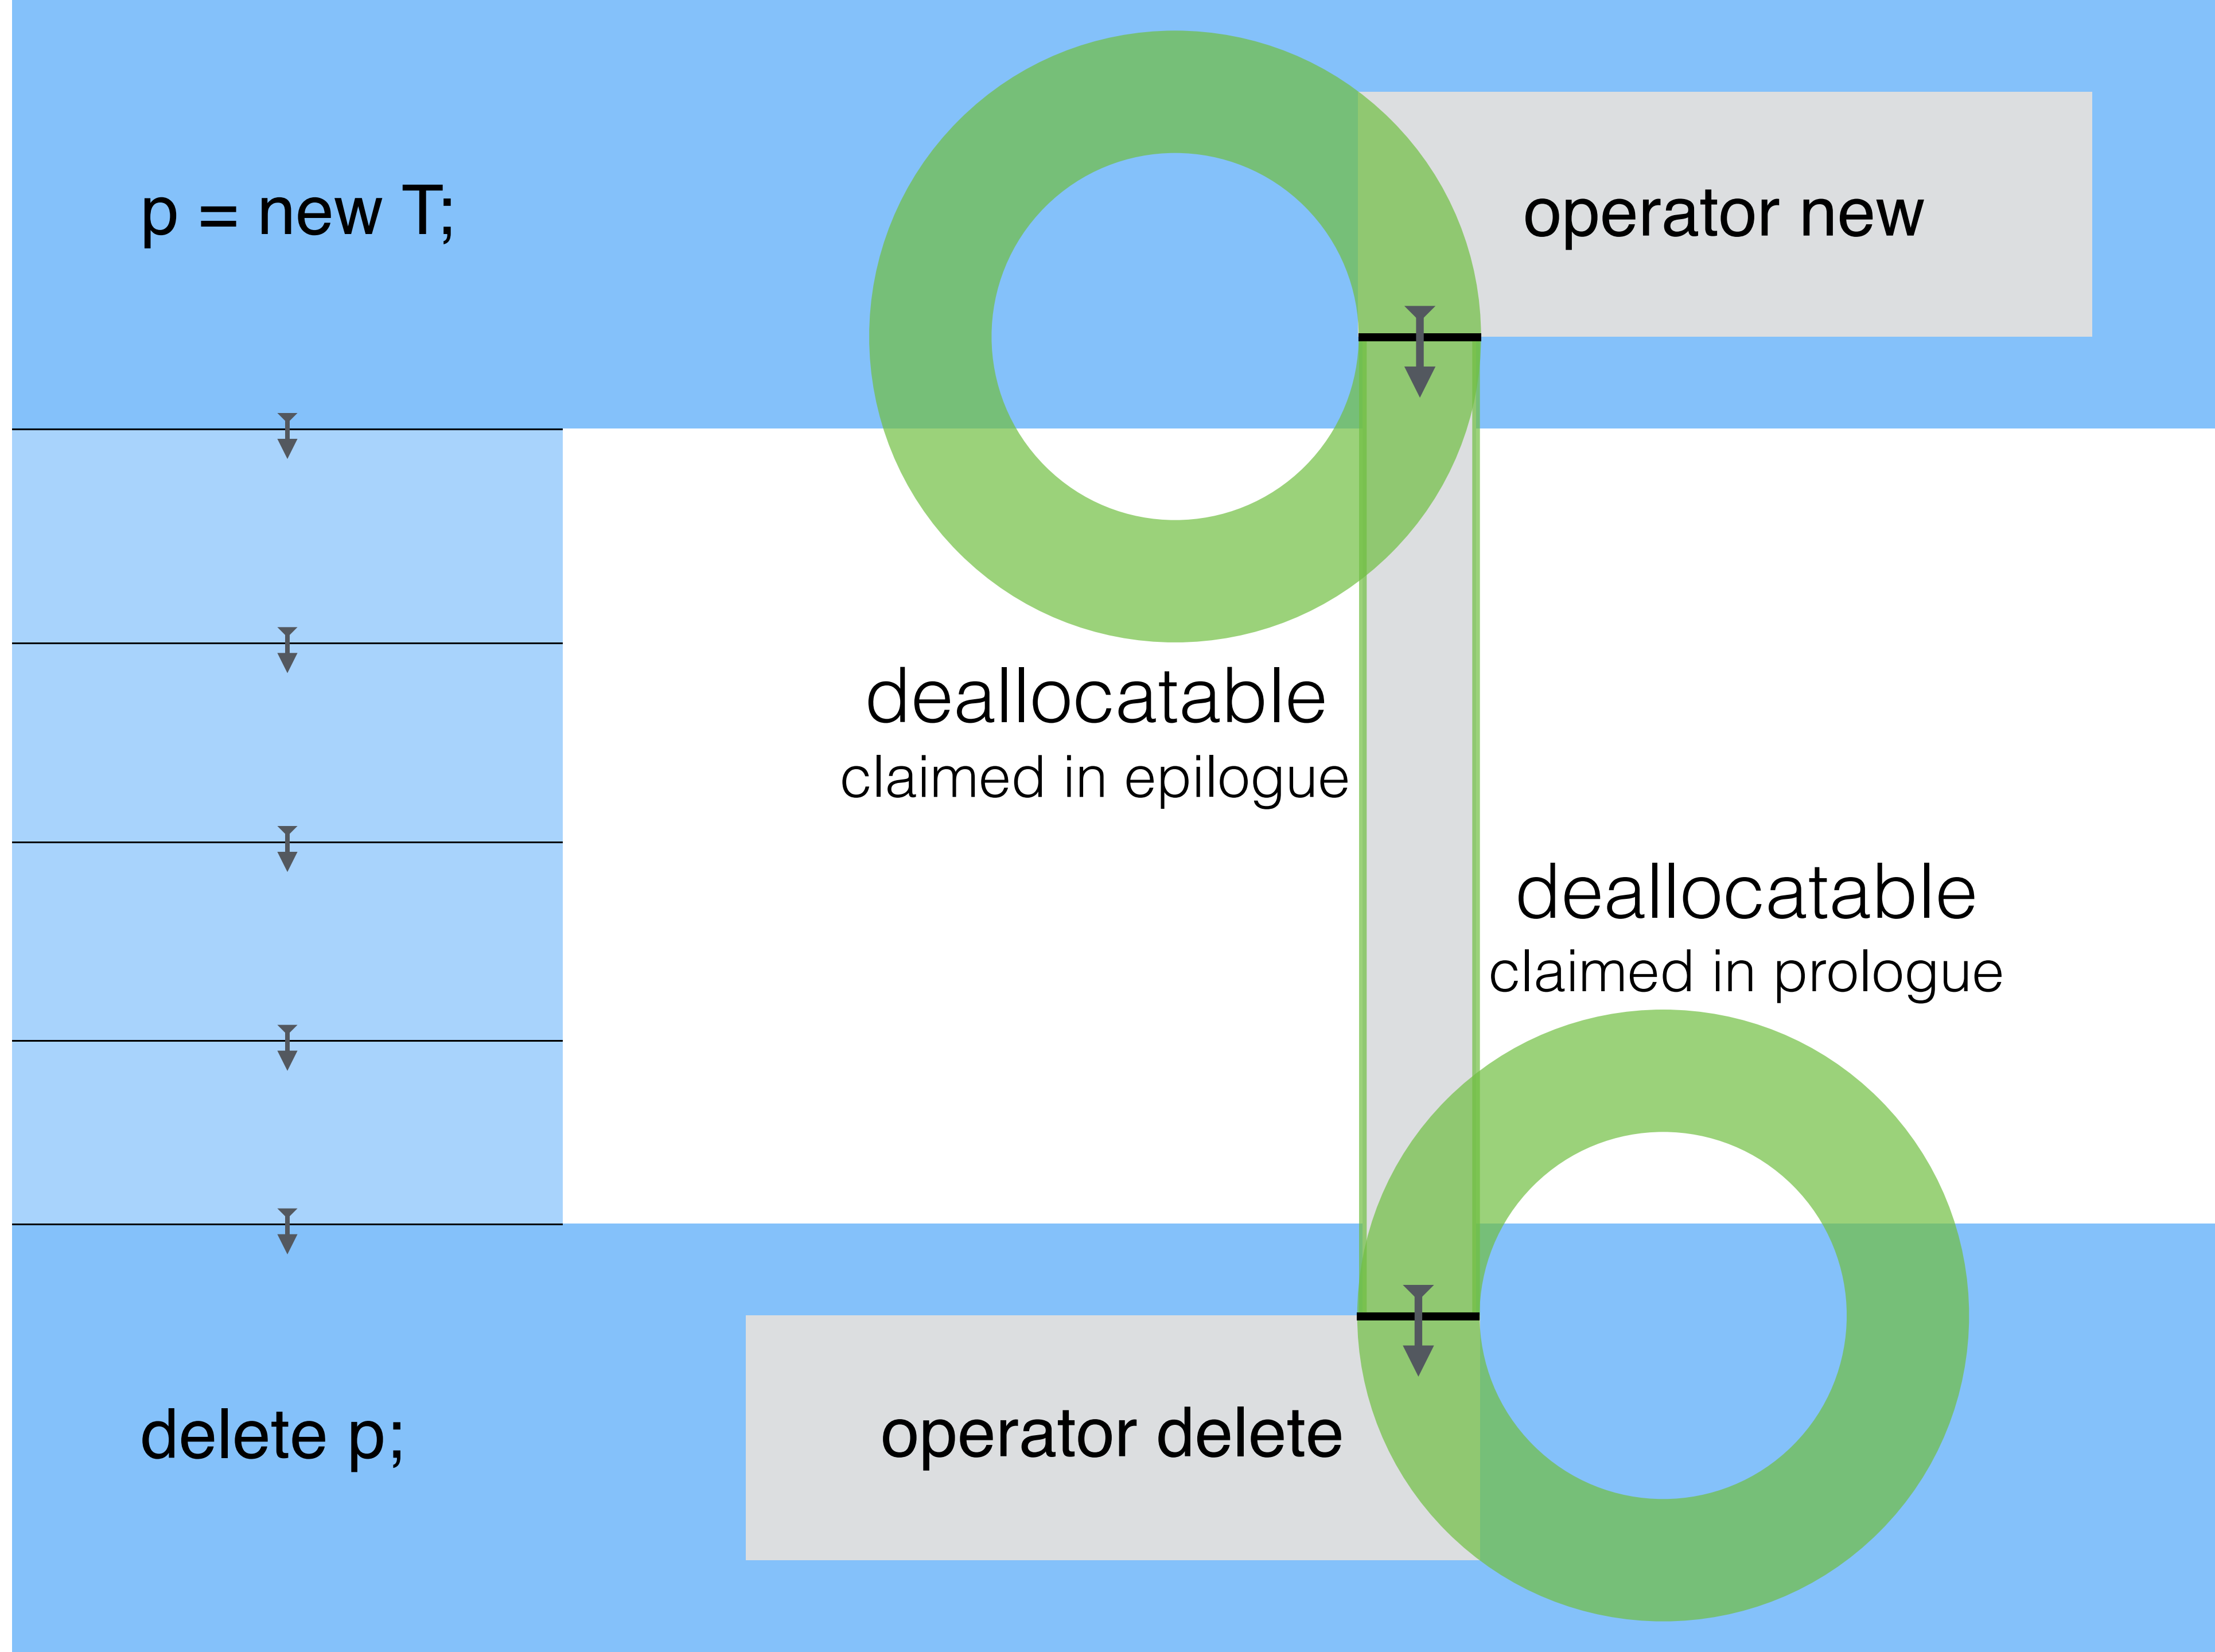 p = new T;
operator new
deallocatable
claimed in epilogue
deallocatable
claimed in prologue
delete p;
operator delete